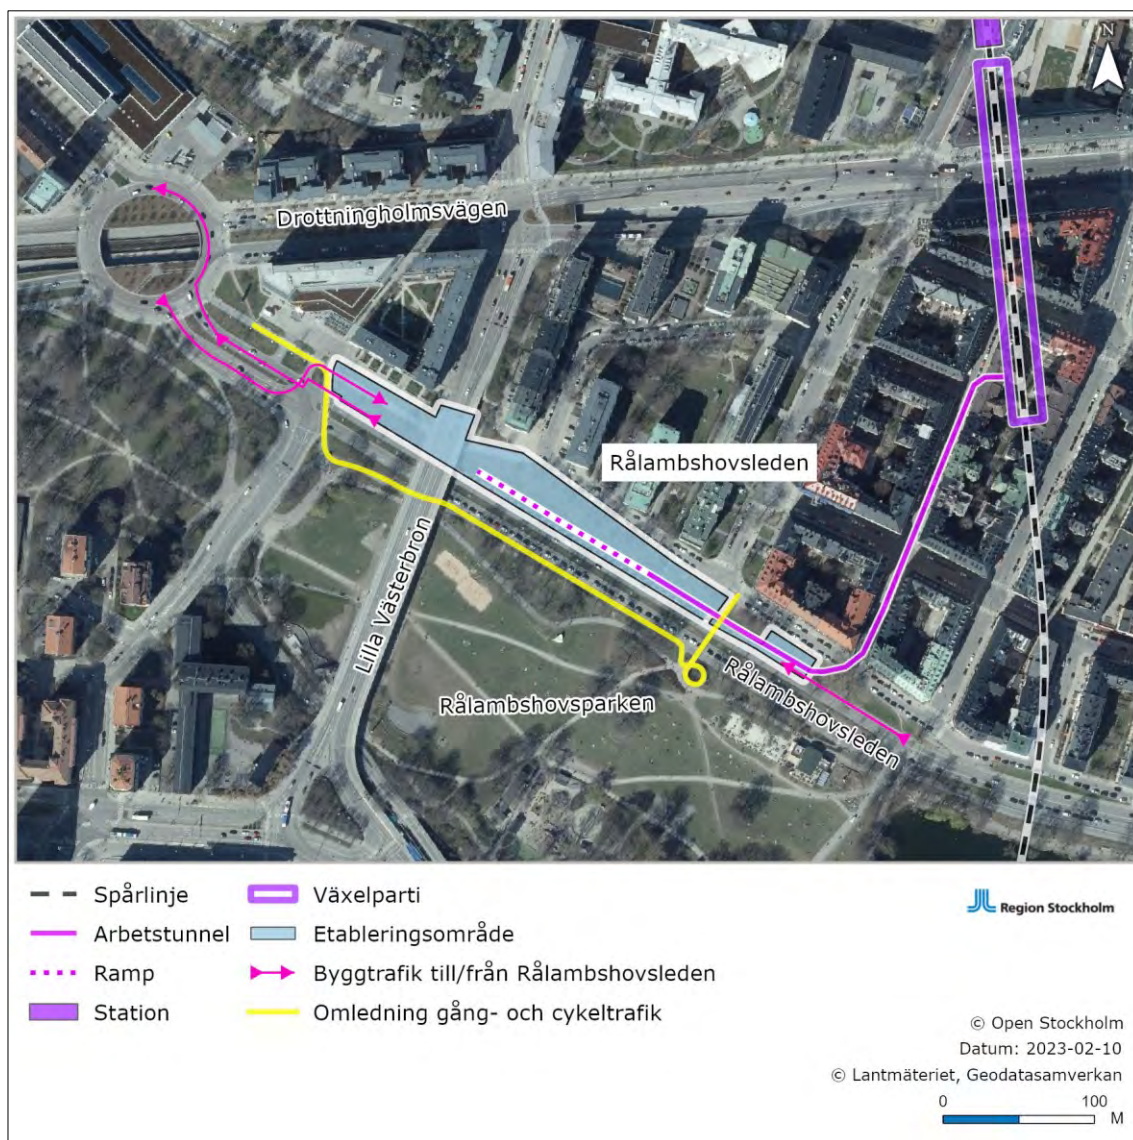 N
Drottningholmsvägen
Rålambshovsleden
Lilla Västerbron
Rålambshovsparken
Rålambshovsleden
Spårlinje
Växelparti
Arbetstunnel
Etableringsområde
Ramp
Byggtrafik till/från Rålambshovsleden
Station
Omledning gång- och cykeltrafik
Region Stockholm
© Open Stockholm
Datum: 2023-02-10
© Lantmäteriet, Geodatasamverkan
0 100
M